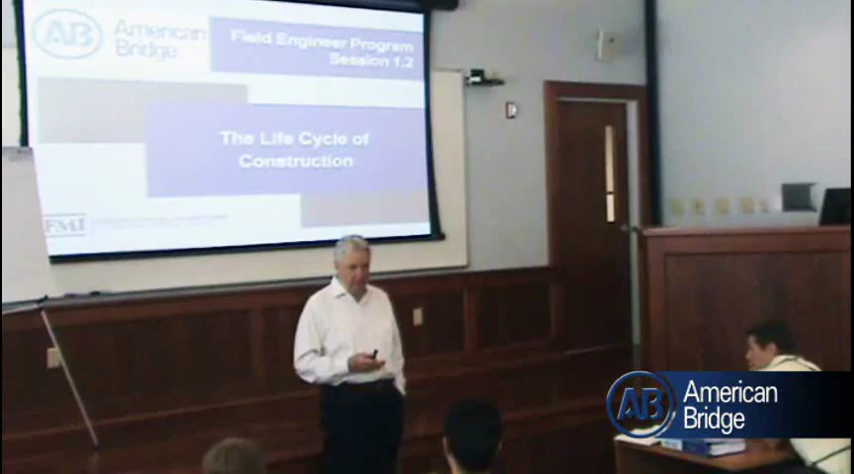 AB
American
Bridge
Field Engineer Program
Session 1.2
The Life Cycle of
Construction
FMI
AB
American
Bridge